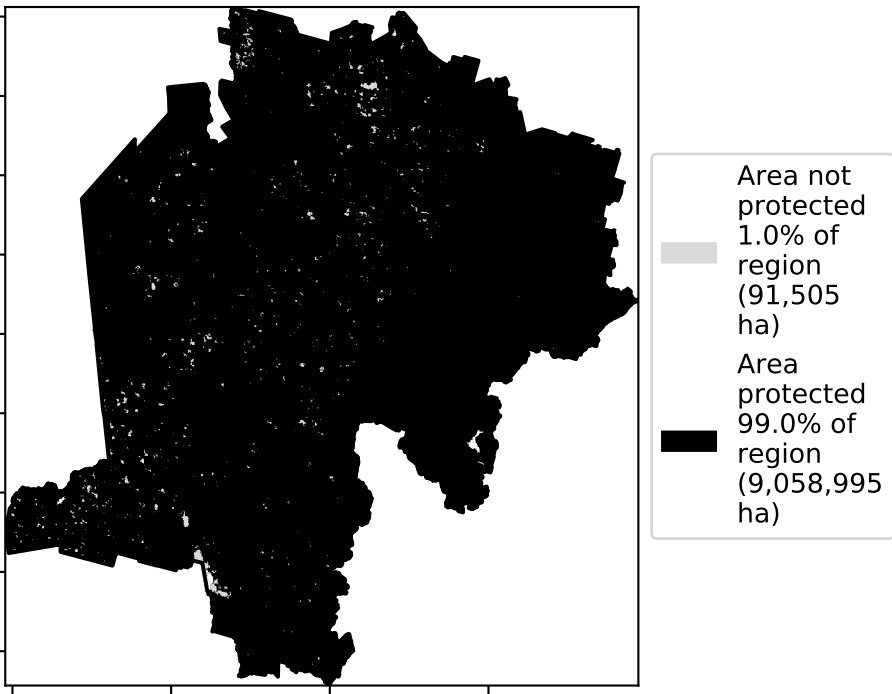 Area not
protected
1.0% of
region
(91,505
ha)
Area
protected
99.0% of
region
(9,058,995
ha)